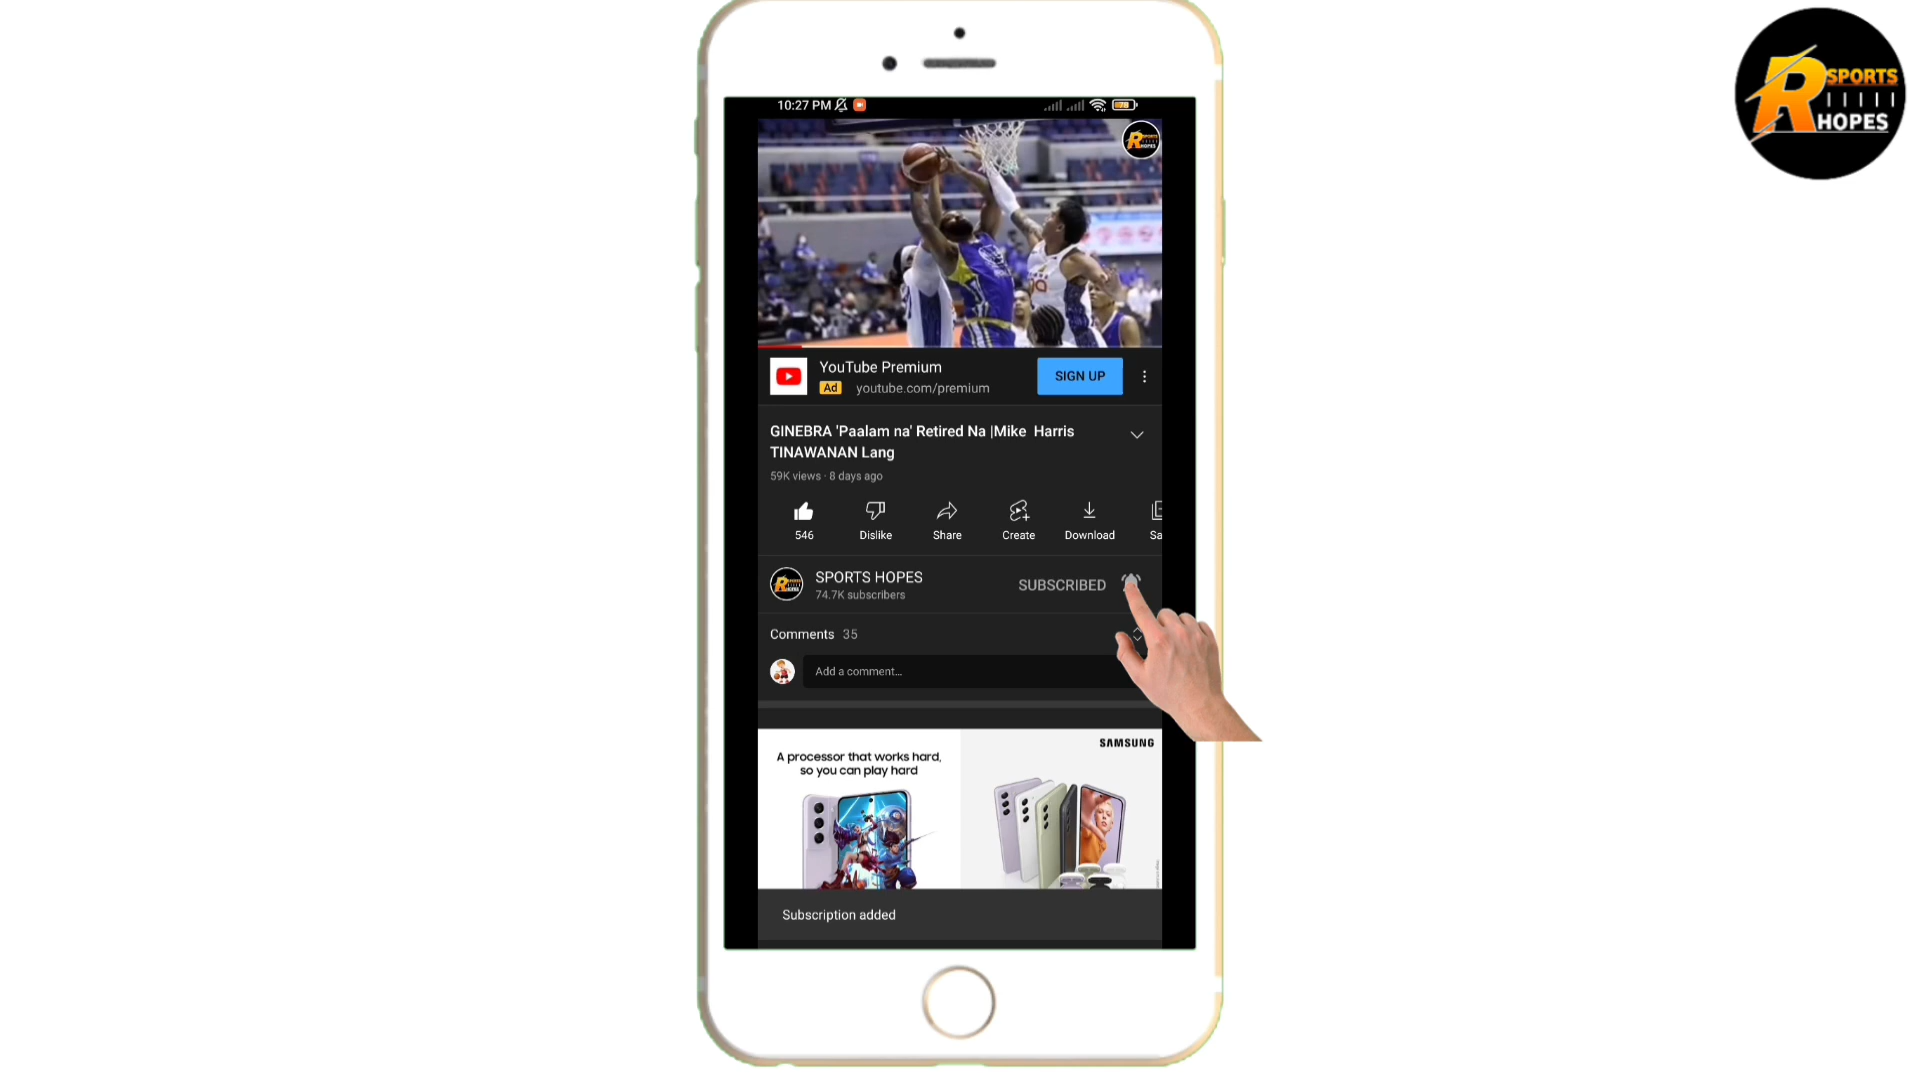 SPORTS
HOPES
10:27 PM
SPORTS
HOPES
YouTube Premium
SIGN UP
Ad youtube.com/premium
GINEBRA 'Paalam na' Retired Na |Mike Harris
TINAWANAN Lang
59K views · 8 days ago
546 Dislike Share Create Download Sa
SPORTS HOPES
SUBSCRIBED
74.7K subscribers
Comments 35
Add a comment...
SAMSUNG
A processor that works hard,
so you can play hard
Subscription added